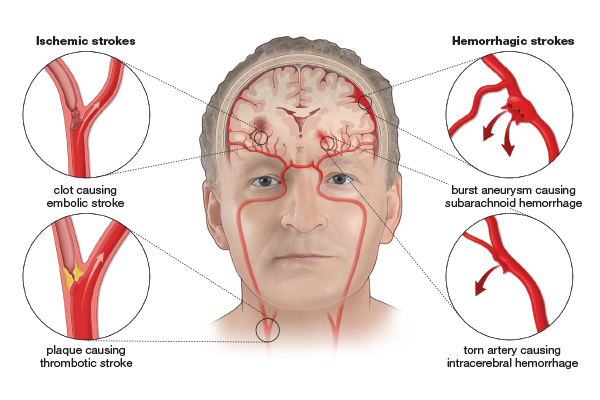 Ischemic strokes
clot causing
embolic stroke
plaque causing
thrombotic stroke
Hemorrhagic strokes
burst aneurysm causing
subarachnoid hemorrhage
torn artery causing
intracerebral hemorrhage